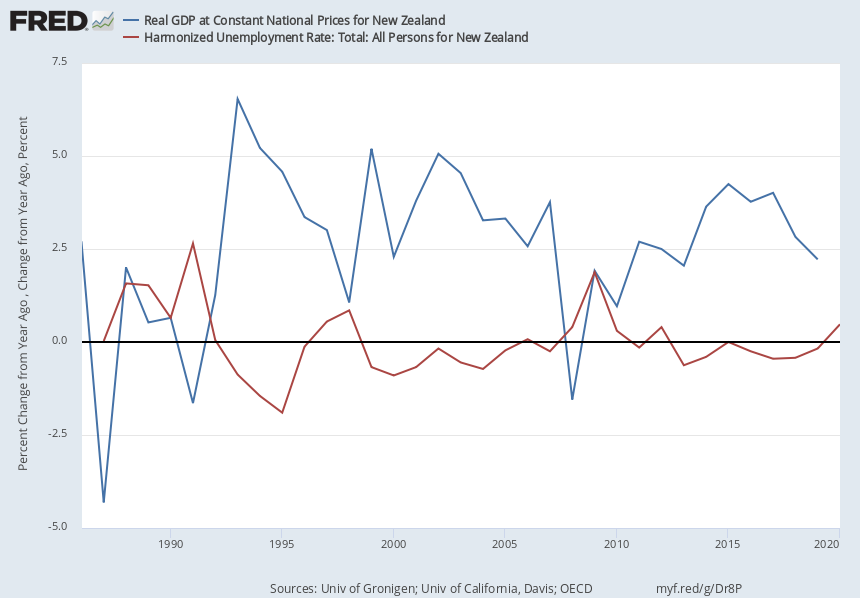 FRED
Real GDP at Constant National Prices for New Zealand
Harmonized Unemployment Rate: Total: All Persons for New Zealand
Percent Change from Year Ago , Change from Year Ago, Percent
7.5
5.0
2.5
0.0
-2.5
-5.0
1990 1995 2000 2005 2010 2015 2020
Sources: Univ of Gronigen; Univ of California, Davis; OECD myf.red/g/Dr8P